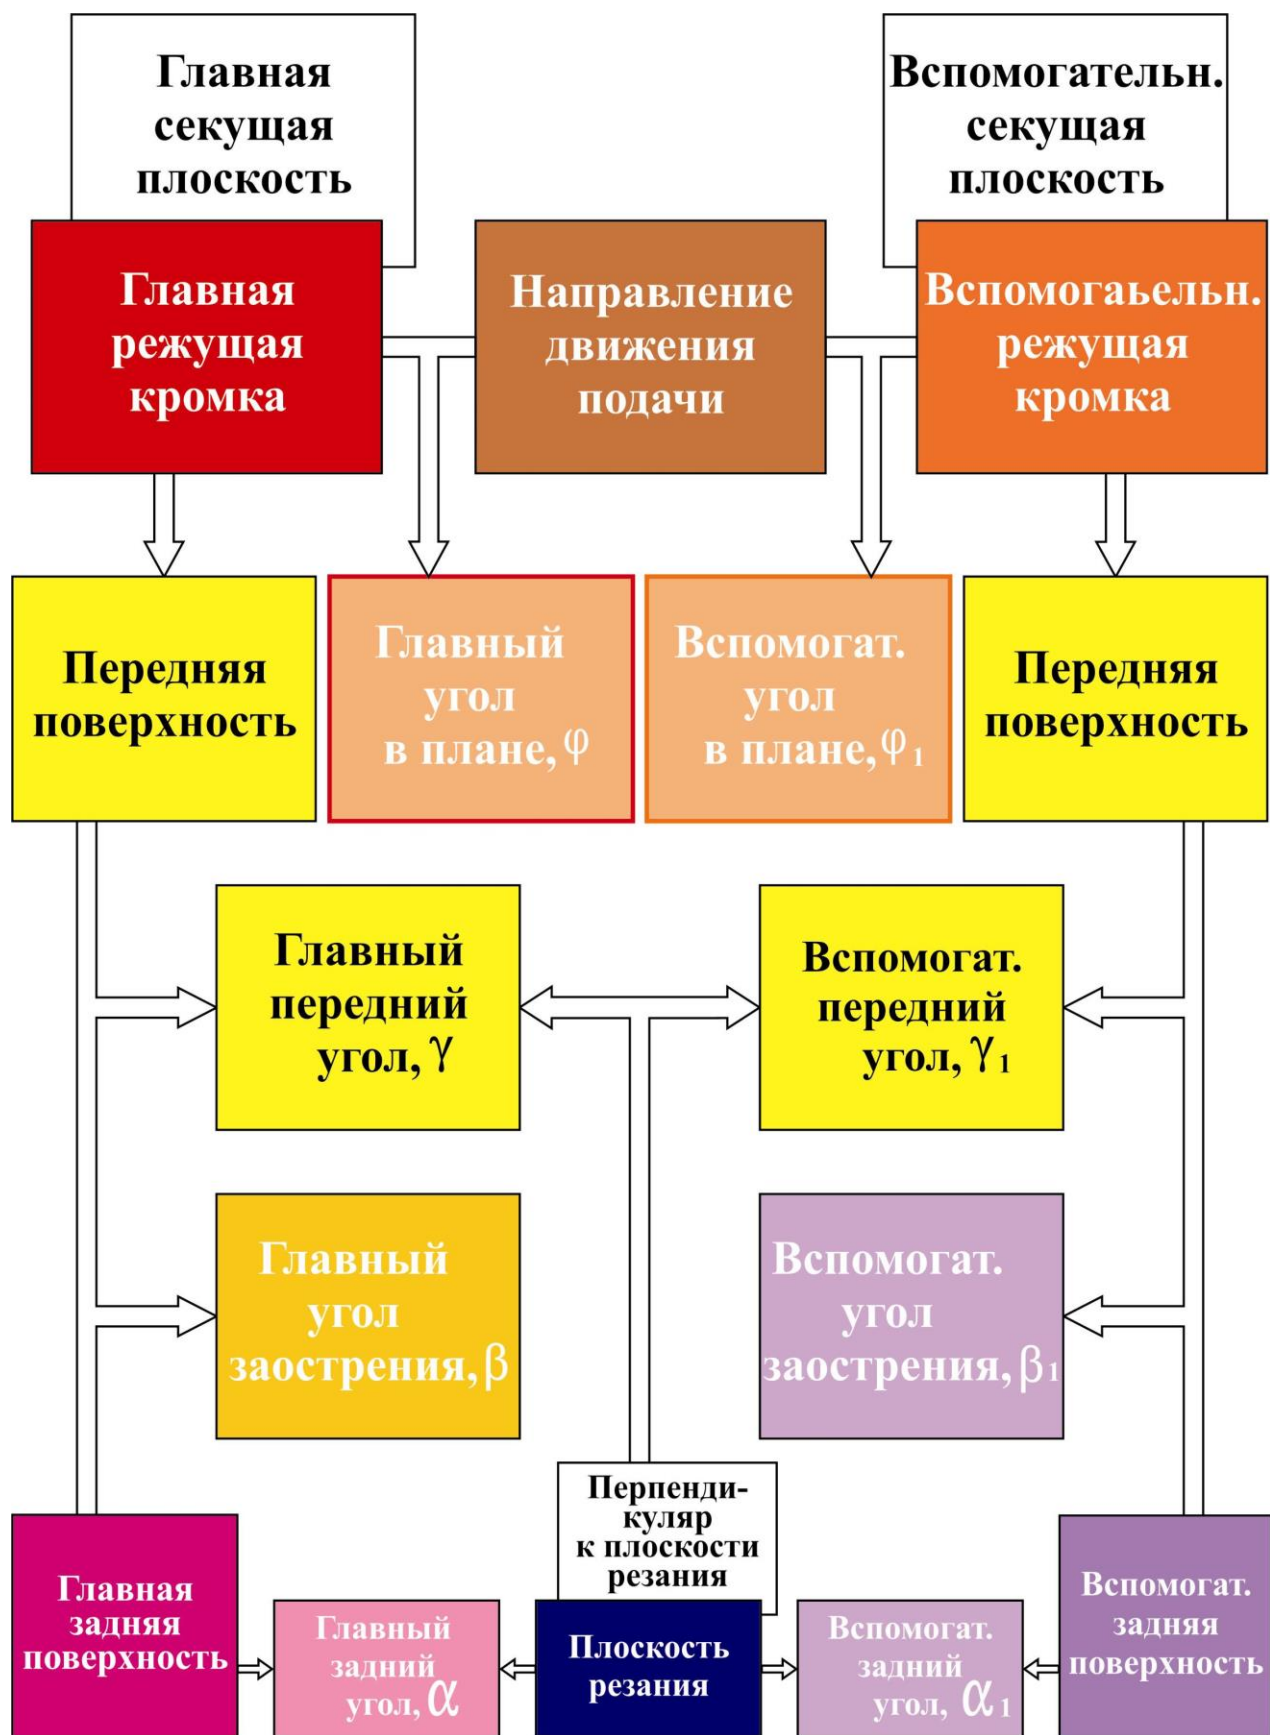 Главная
секущая
плоскость
Вспомогательн.
секущая
плоскость
Главная
режущая
кромка
Направление
движения
подачи
Вспомогаьельн.
режущая
кромка
Передняя
поверхность
Главный
угол
в плане, φ
Вспомогат.
угол
в плане, φ₁
Передняя
поверхность
Главный
передний
угол, γ
Вспомогат.
передний
угол, γ₁
Главный
угол
заострения, β
Вспомогат.
угол
заострения, β₁
Перпенди-
куляр
к плоскости
резания
Главная
задняя
поверхность
Главный
задний
угол, α
Плоскость
резания
Вспомогат.
задний
угол, α₁
Вспомогат.
задняя
поверхность